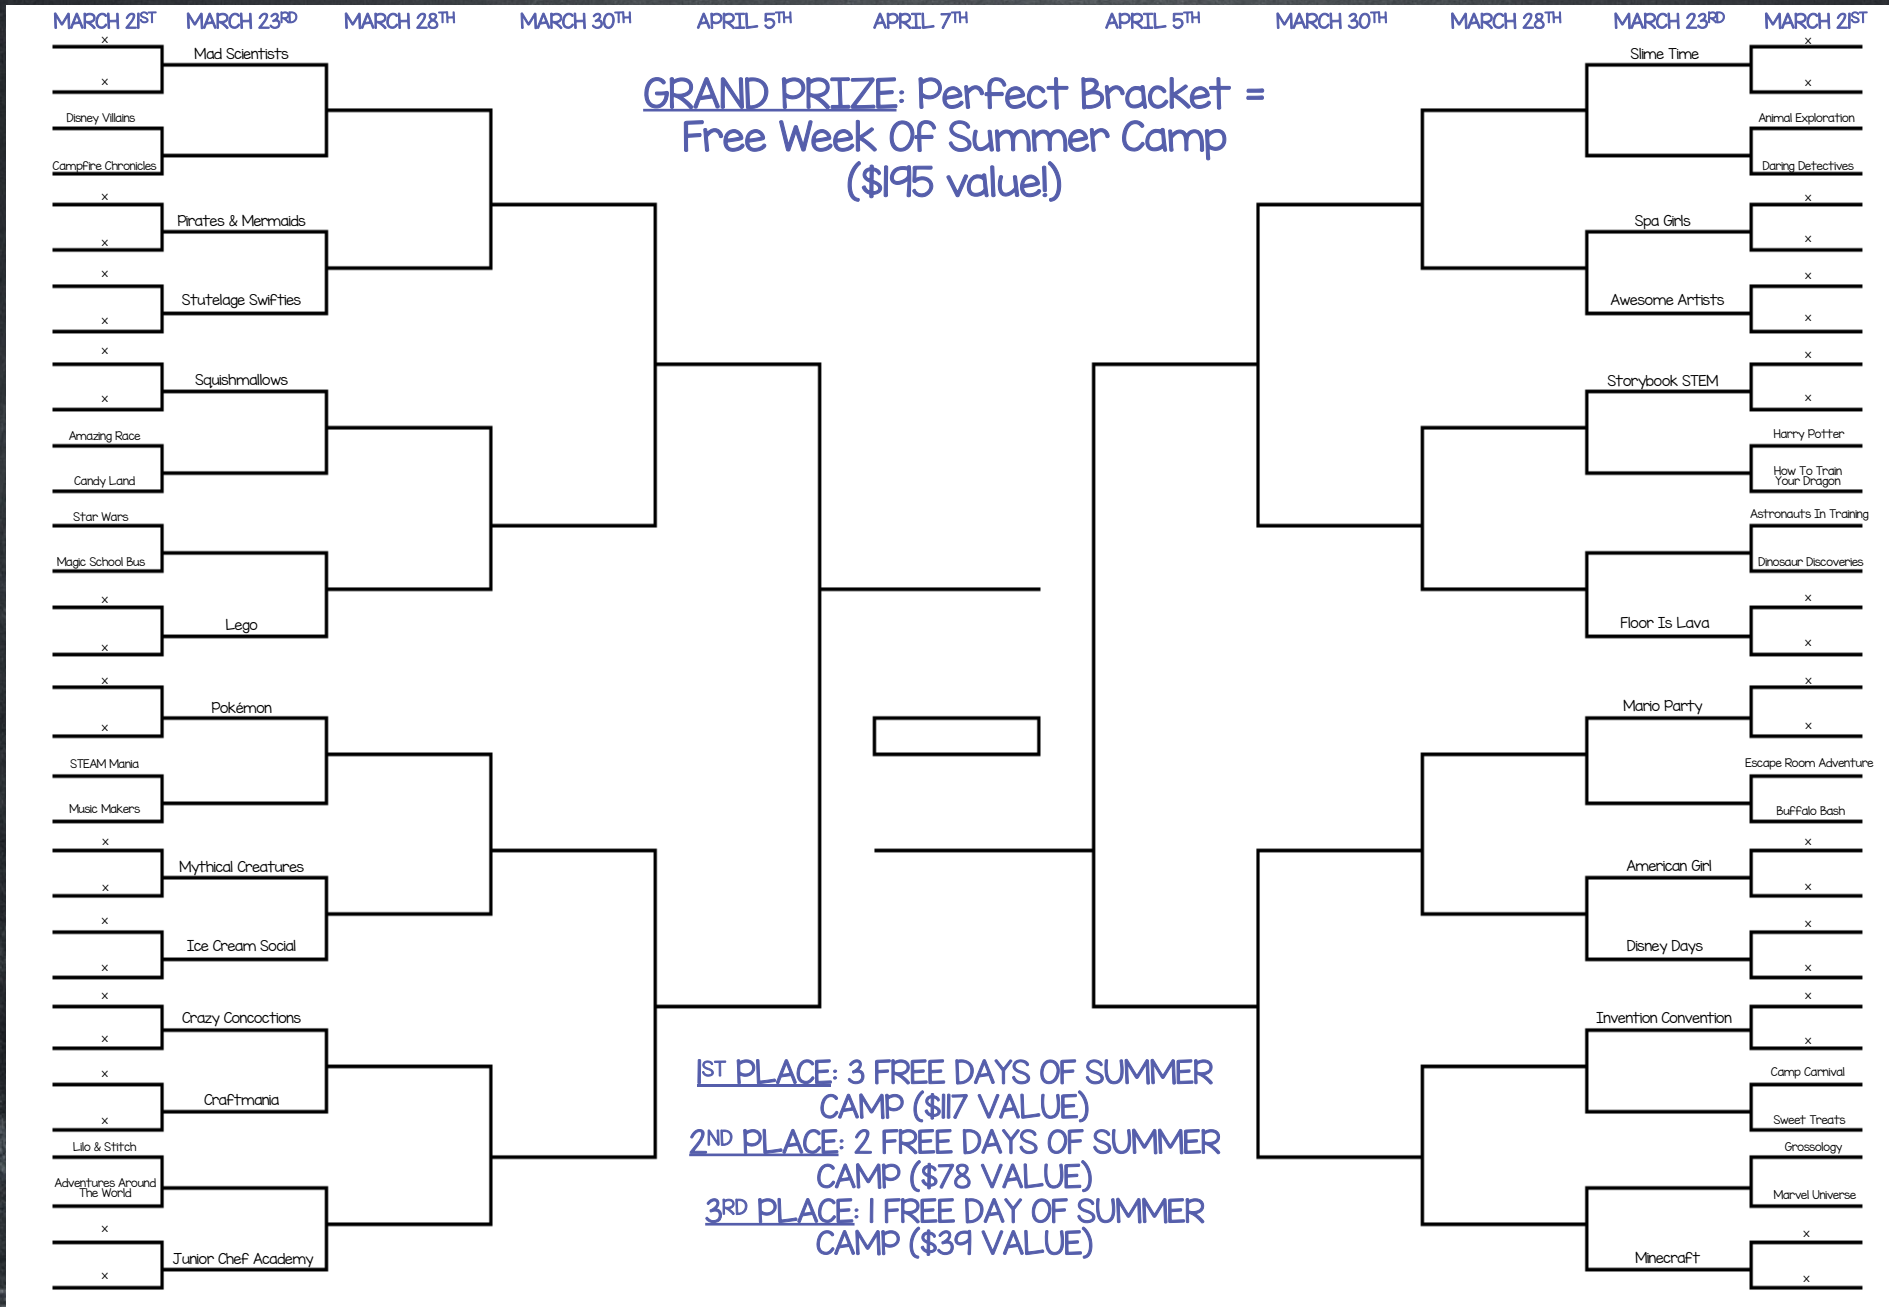 MARCH 21ST
MARCH 23RD
MARCH 28TH
MARCH 30TH
APRIL 5TH
APRIL 7TH
APRIL 5TH
MARCH 30TH
MARCH 28TH
MARCH 23RD
MARCH 21ST
GRAND PRIZE: Perfect Bracket =
Free Week Of Summer Camp
($195 value!)
x
x
Disney Villains
Campfire Chronicles
x
x
x
x
x
x
Amazing Race
Candy Land
Star Wars
Magic School Bus
x
x
x
x
STEAM Mania
Music Makers
x
x
x
x
x
x
x
x
Lilo & Stitch
Adventures Around
The World
x
x
Mad Scientists
Pirates & Mermaids
Stutelage Swifties
Squishmallows
Lego
Pokémon
Mythical Creatures
Ice Cream Social
Crazy Concoctions
Craftmania
Junior Chef Academy
1ST PLACE: 3 FREE DAYS OF SUMMER
CAMP ($117 VALUE)
2ND PLACE: 2 FREE DAYS OF SUMMER
CAMP ($78 VALUE)
3RD PLACE: 1 FREE DAY OF SUMMER
CAMP ($39 VALUE)
Slime Time
Spa Girls
Awesome Artists
Storybook STEM
Floor Is Lava
Mario Party
American Girl
Disney Days
Invention Convention
Minecraft
x
x
Animal Exploration
Daring Detectives
x
x
x
x
x
x
Harry Potter
How To Train
Your Dragon
Astronauts In Training
Dinosaur Discoveries
x
x
x
x
Escape Room Adventure
Buffalo Bash
x
x
x
x
x
x
Camp Carnival
Sweet Treats
Grossology
Marvel Universe
x
x